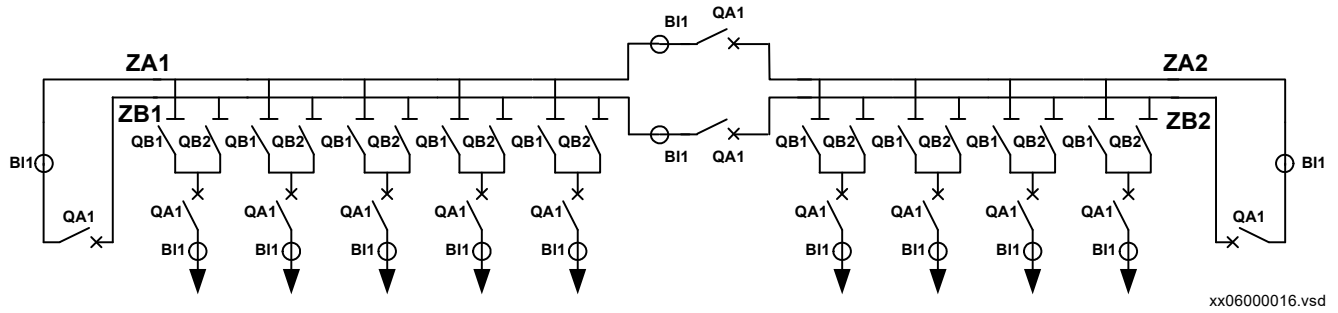 BI1 QA1
ZA1 ZA2
ZB1 ZB2
QB1 QB2 QB1 QB2 QB1 QB2 QB1 QB2 QB1 QB2 BI1 QA1 QB1 QB2 QB1 QB2 QB1 QB2 QB1 QB2
BI1 BI1
QA1 QA1 QA1 QA1 QA1 QA1 QA1 QA1 QA1 QA1 QA1
BI1 BI1 BI1 BI1 BI1 BI1 BI1 BI1 BI1
xx06000016.vsd